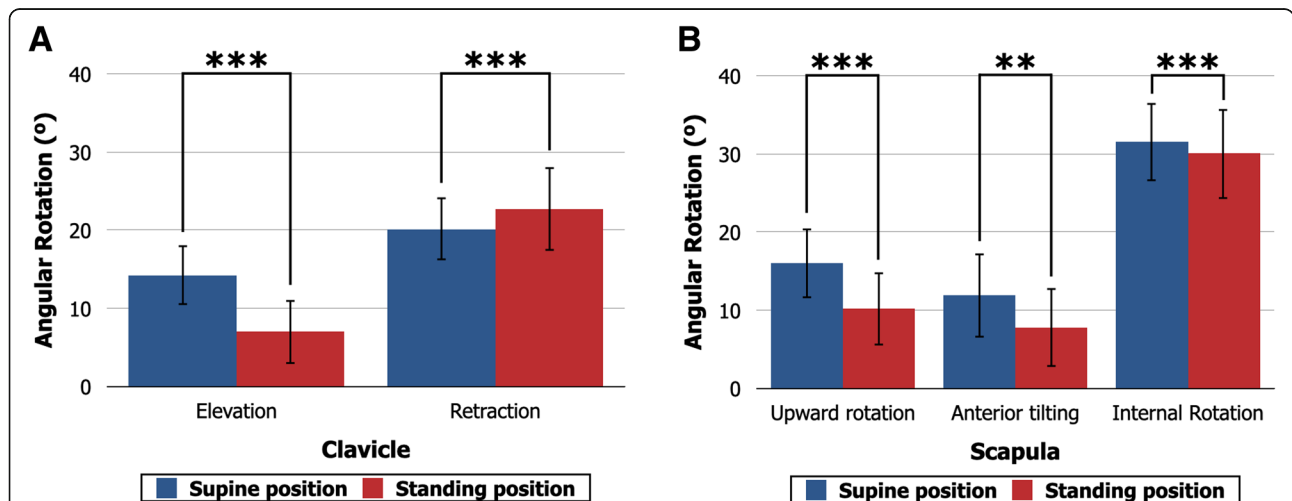 A
***
***
40
30
20
10
0
Angular Rotation (º)
Elevation
Retraction
Clavicle
Supine position
Standing position
B
***
**
***
40
30
20
10
0
Angular Rotation (º)
Upward rotation
Anterior tilting
Internal Rotation
Scapula
Supine position
Standing position